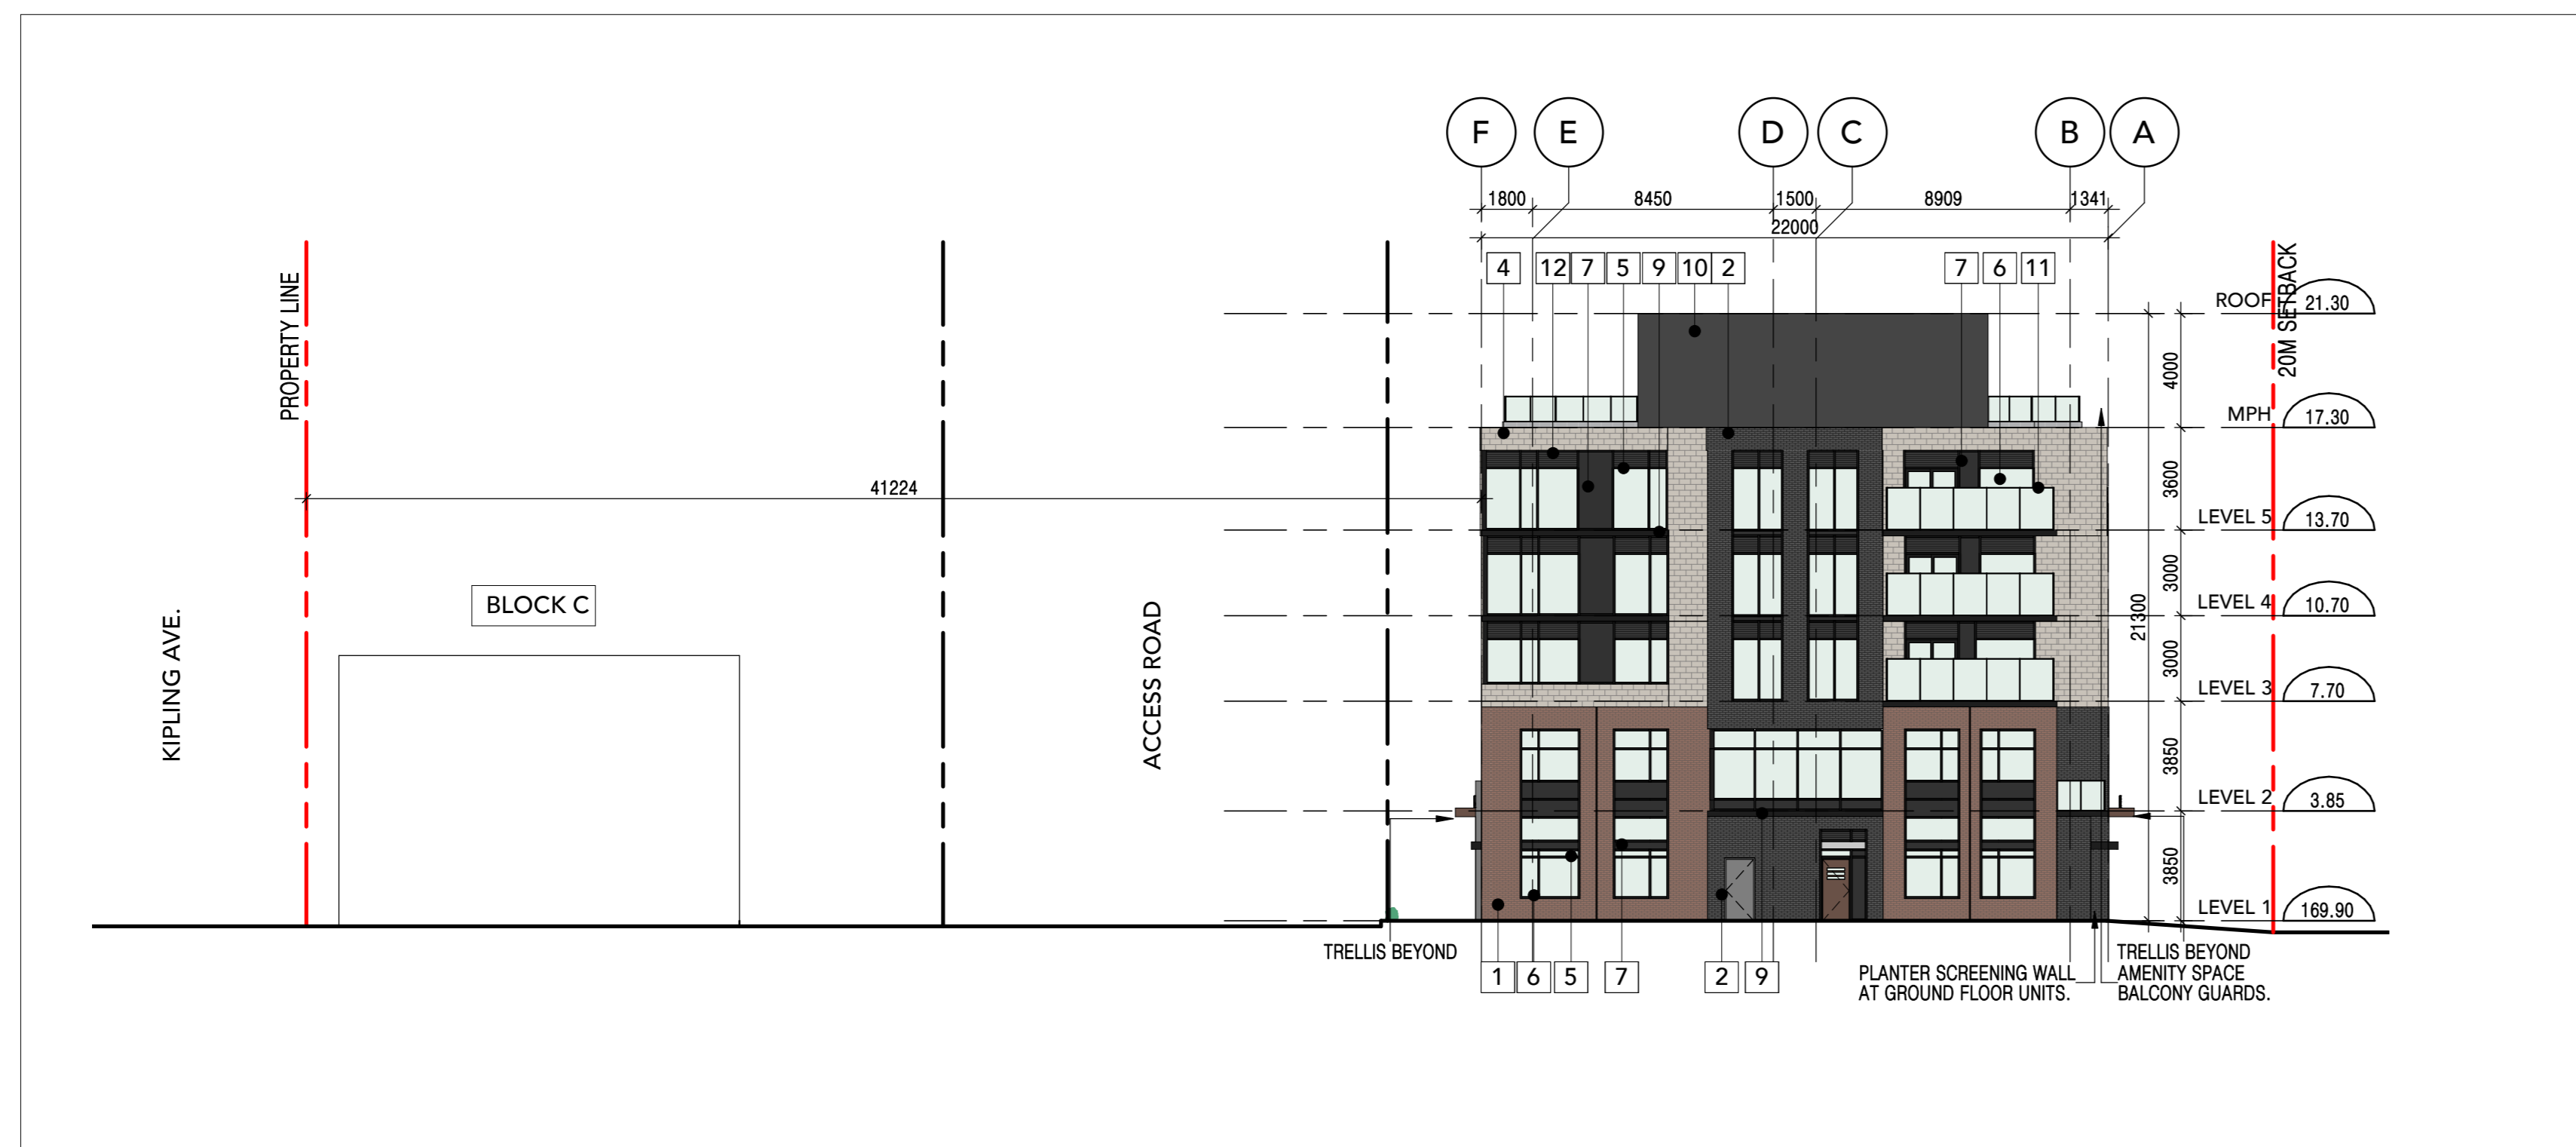 F
E
D
C
B
A
1800
8450
1500
8909
1341
22000
4
12
7
5
9
10
2
7
6
11
PROPERTY LINE
20M SETBACK
ROOF
21.30
4000
MPH
17.30
3600
41224
LEVEL 5
13.70
3000
BLOCK C
LEVEL 4
10.70
21300
3000
KIPLING AVE.
ACCESS ROAD
LEVEL 3
7.70
3850
LEVEL 2
3.85
3850
LEVEL 1
169.90
TRELLIS BEYOND
1
6
5
7
2
9
PLANTER SCREENING WALL
AT GROUND FLOOR UNITS.
TRELLIS BEYOND
AMENITY SPACE
BALCONY GUARDS.